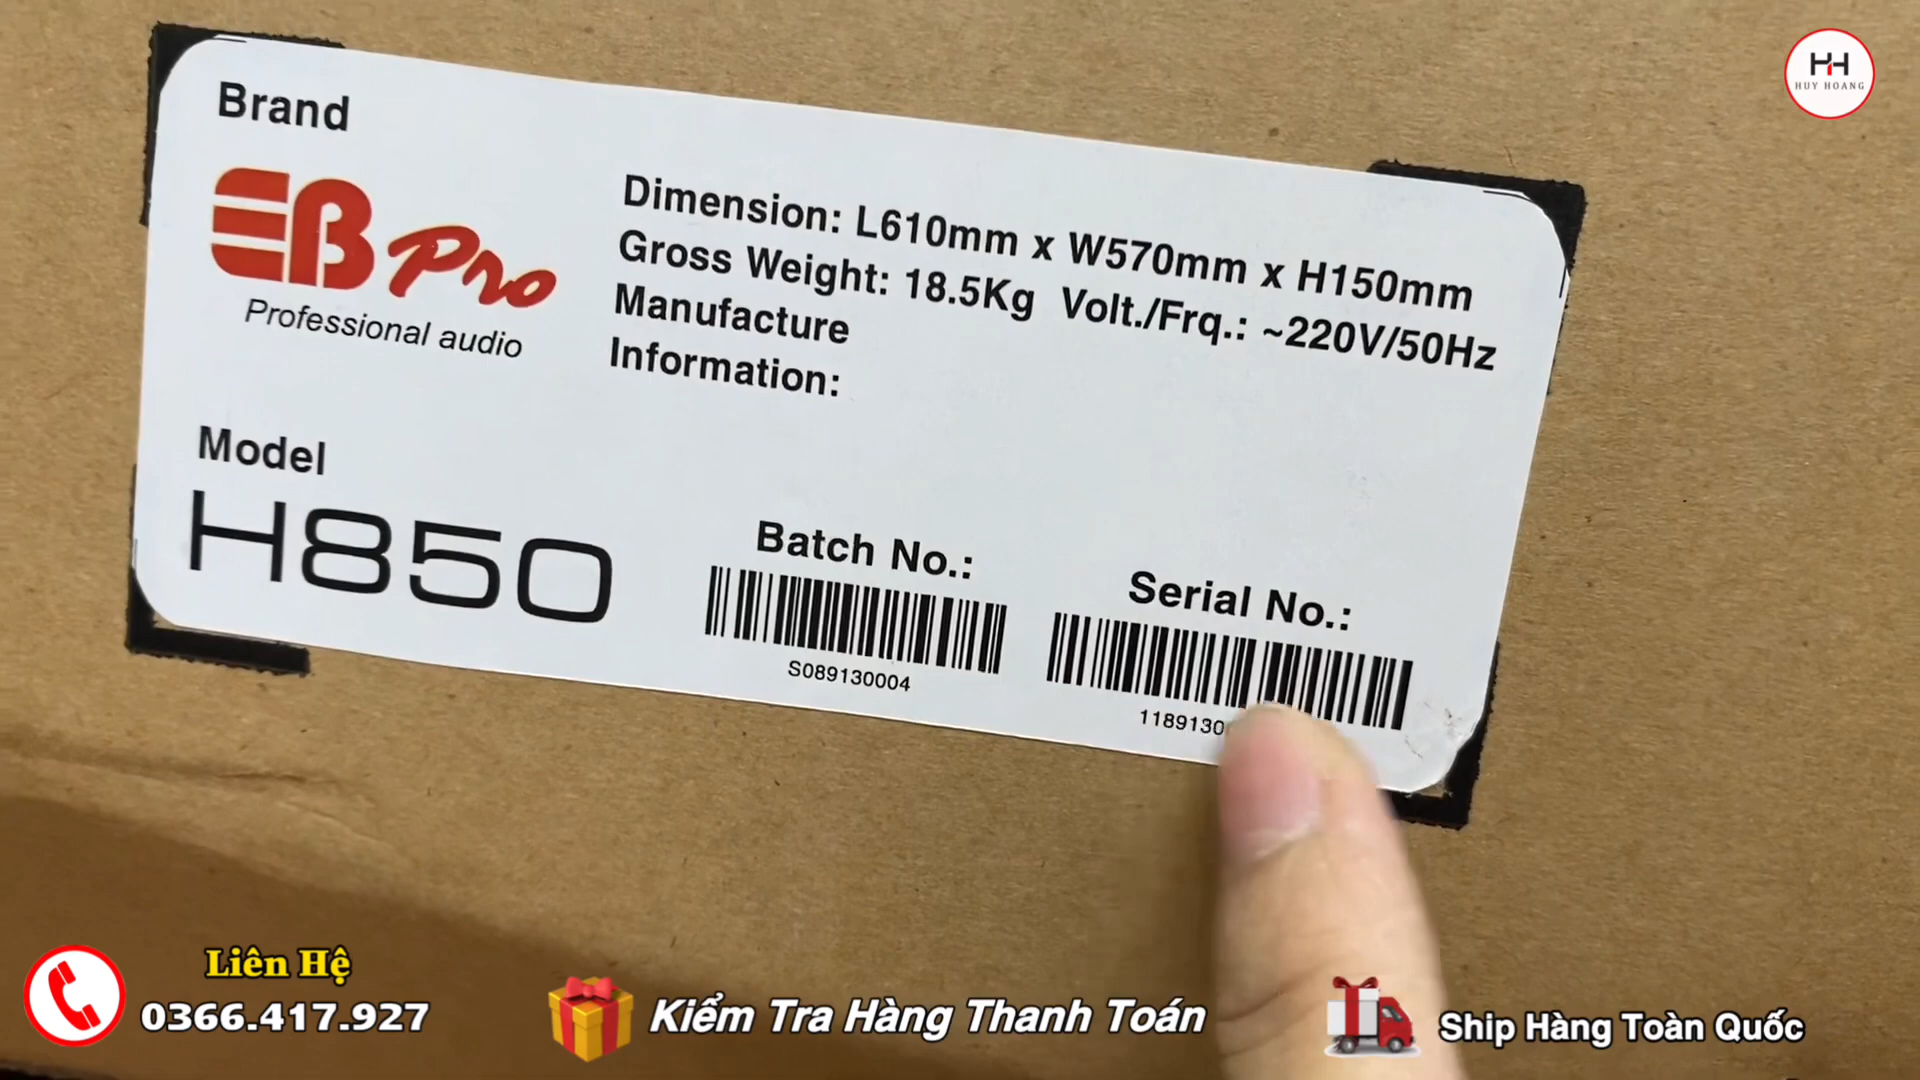 HH
HUY HOANG
Brand
EB Pro
Professional audio
Dimension: L610mm x W570mm x H150mm
Gross Weight: 18.5Kg Volt./Frq.: ~220V/50Hz
Manufacture
Information:
Model
H850
Batch No.:
S089130004
Serial No.:
1189130
Liên Hệ
0366.417.927
Kiểm Tra Hàng Thanh Toán
Ship Hàng Toàn Quốc